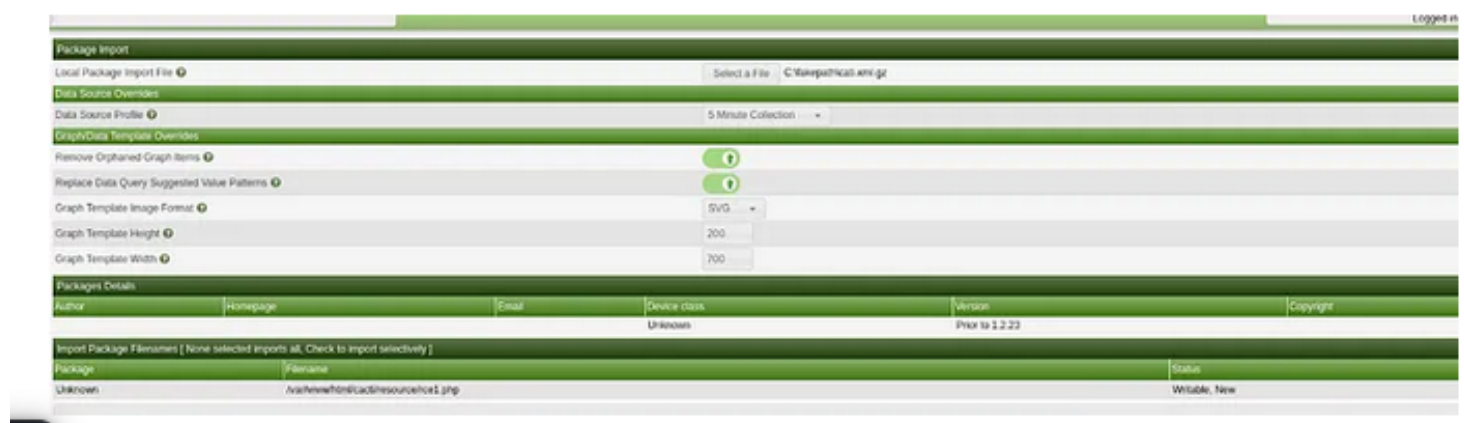 Logged in
Package Import
Local Package Import File Select a File
Data Source Overrides
Data Source Profile 5 Minute Collection
Graph/Data Template Overrides
Remove Orphaned Graph Items
Replace Data Query Suggested Value Patterns
Graph Template Image Format SVG
Graph Template Height 200
Graph Template Width 700
Packages Details
Author Homepage Email Device class Version Copyright
Unknown Prior to 1.2.23
Import Package Filenames [ None selected imports all, Check to import selectively ]
Package Filename Status
Unknown /var/www/html/cacti/resource/rce1.php Writable, New